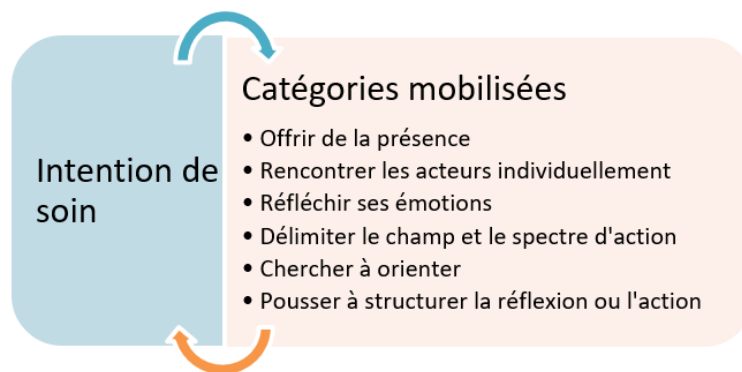 Intention de
soin
Catégories mobilisées
• Offrir de la présence
• Rencontrer les acteurs individuellement
• Réfléchir ses émotions
• Délimiter le champ et le spectre d'action
• Chercher à orienter
• Pousser à structurer la réflexion ou l'action